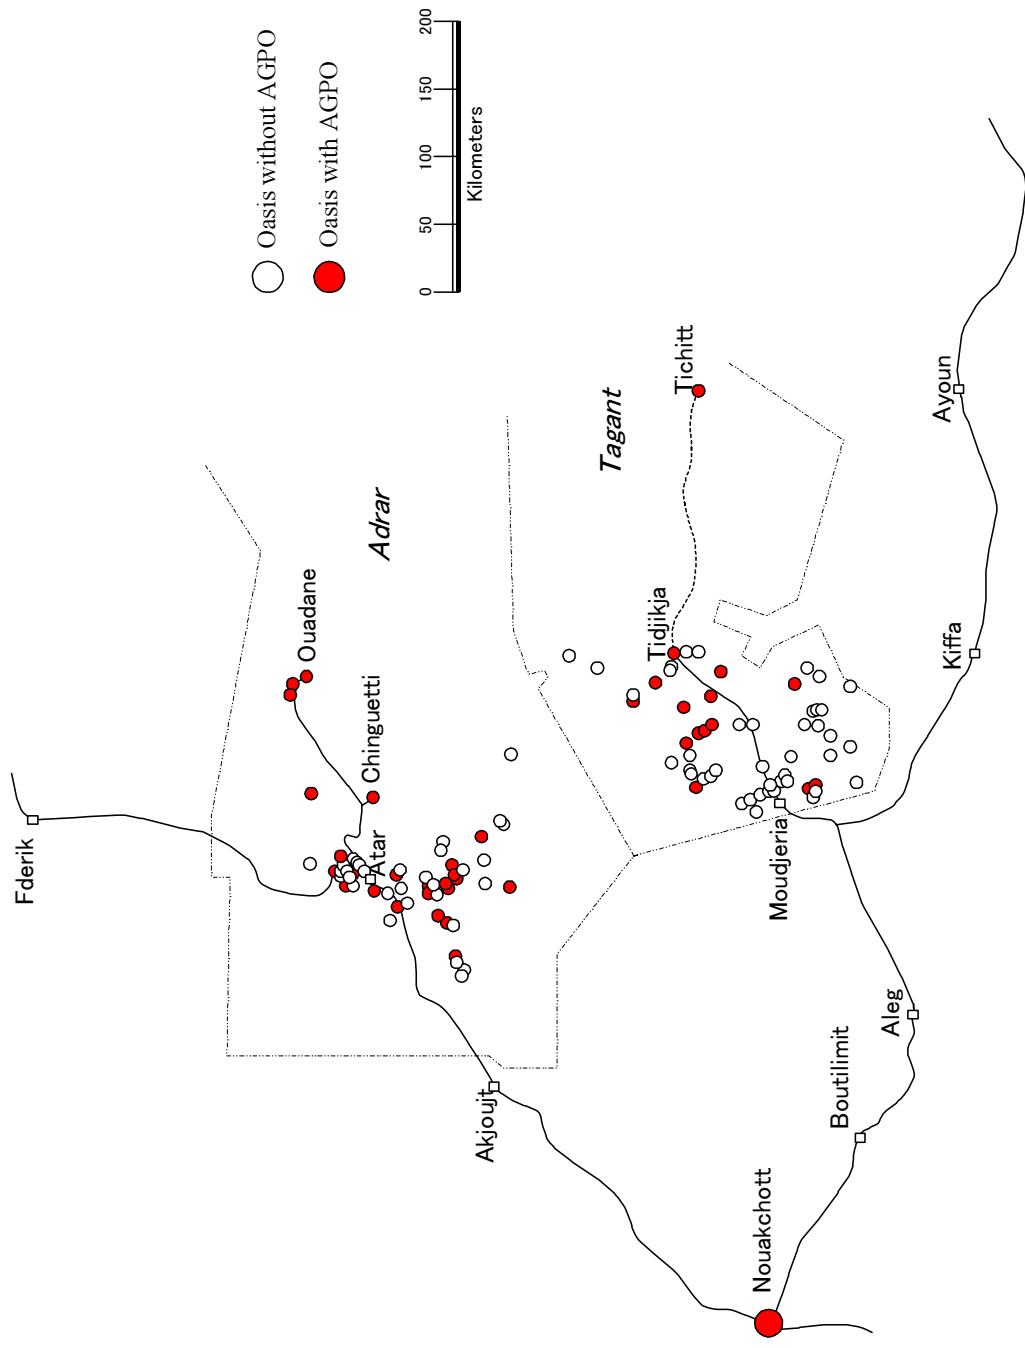 Fderik
Ouadane
Adrar
Chinguetti
Atar
Akjoujt
Nouakchott
Boutilimit
Aleg
Moudjeria
Tidjikja
Tagant
Tichitt
Kiffa
Ayoun
Oasis without AGPO
Oasis with AGPO
0 50 100 150 200
Kilometers